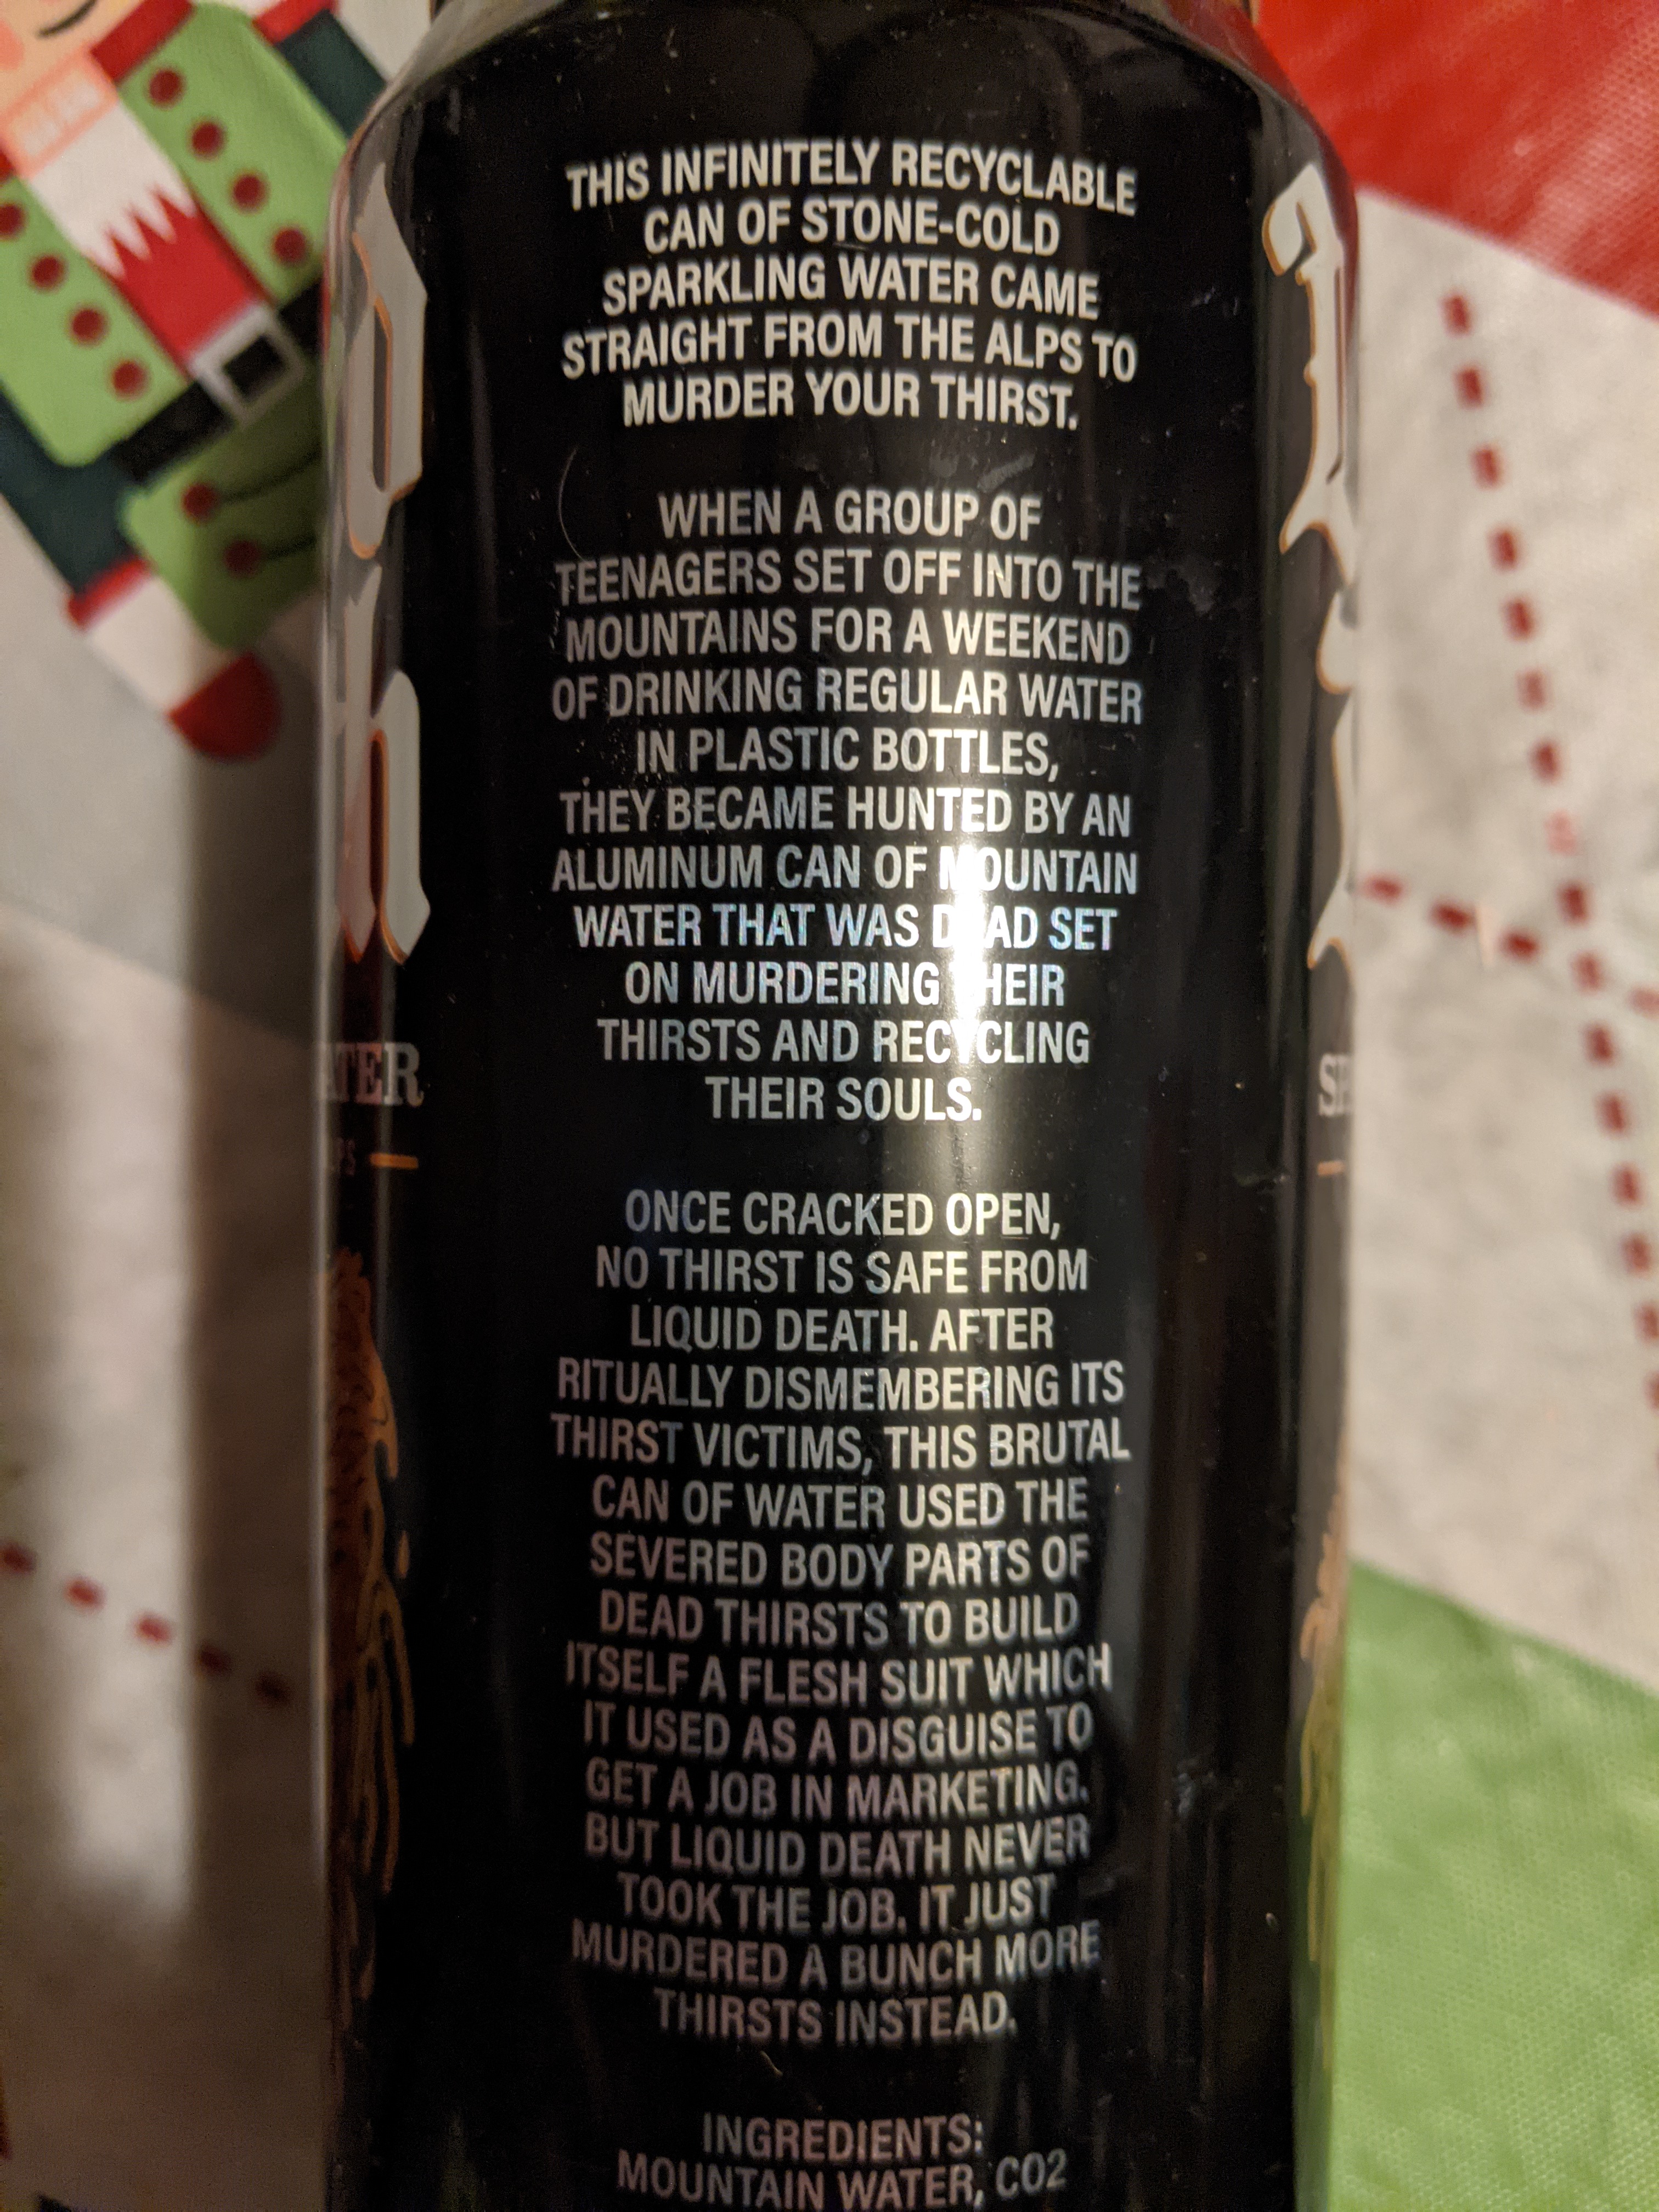 THIS INFINITELY RECYCLABLE
CAN OF STONE-COLD
SPARKLING WATER CAME
STRAIGHT FROM THE ALPS TO
MURDER YOUR THIRST.
WHEN A GROUP OF
TEENAGERS SET OFF INTO THE
MOUNTAINS FOR A WEEKEND
OF DRINKING REGULAR WATER
IN PLASTIC BOTTLES,
THEY BECAME HUNTED BY AN
ALUMINUM CAN OF MOUNTAIN
WATER THAT WAS DEAD SET
ON MURDERING THEIR
THIRSTS AND RECYCLING
THEIR SOULS.
ONCE CRACKED OPEN,
NO THIRST IS SAFE FROM
LIQUID DEATH. AFTER
RITUALLY DISMEMBERING ITS
THIRST VICTIMS, THIS BRUTAL
CAN OF WATER USED THE
SEVERED BODY PARTS OF
DEAD THIRSTS TO BUILD
ITSELF A FLESH SUIT WHICH
IT USED AS A DISGUISE TO
GET A JOB IN MARKETING.
BUT LIQUID DEATH NEVER
TOOK THE JOB. IT JUST
MURDERED A BUNCH MORE
THIRSTS INSTEAD.
INGREDIENTS:
MOUNTAIN WATER, CO2